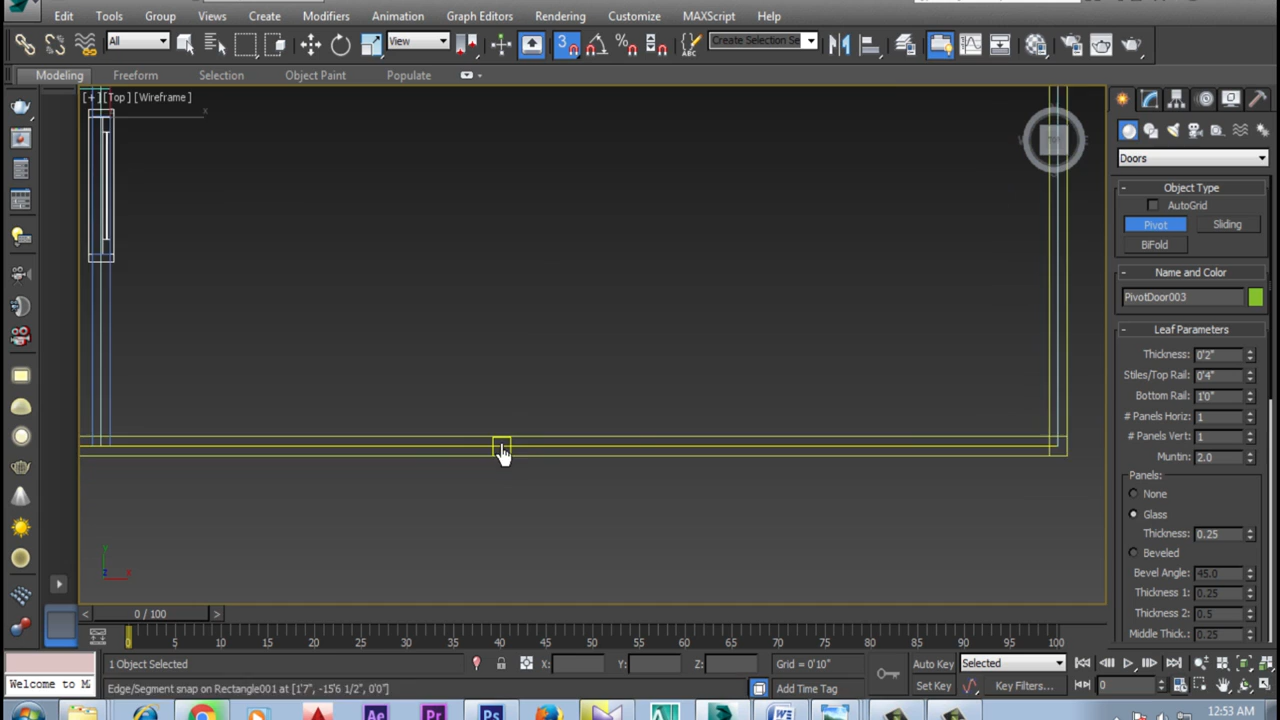 Edit Tools Group Views Create Modifiers Animation Graph Editors Rendering Customize MAXScript Help
All View 3 Create Selection Se
Modeling Freeform Selection Object Paint Populate
[+][Top][Wireframe]
x
Doors
- Object Type
AutoGrid
Pivot Sliding
BiFold
- Name and Color
PivotDoor003
- Leaf Parameters
Thickness: 0'2"
Stiles/Top Rail: 0'4"
Bottom Rail: 1'0"
# Panels Horiz: 1
# Panels Vert: 1
Muntin: 2.0
Panels:
None
Glass
Thickness: 0.25
Beveled
Bevel Angle: 45.0
Thickness 1: 0.25
Thickness 2: 0.5
Middle Thick.: 0.25
y
z x
< 0 / 100 >
0 5 10 15 20 25 30 35 40 45 50 55 60 65 70 75 80 85 90 95 100
1 Object Selected X: Y: Z: Grid = 0'10" Auto Key Selected
Welcome to M Edge/Segment snap on Rectangle001 at [1'7", -15'6 1/2", 0'0"] Add Time Tag Set Key Key Filters... 0
Ae Pr Ps W 12:53 AM